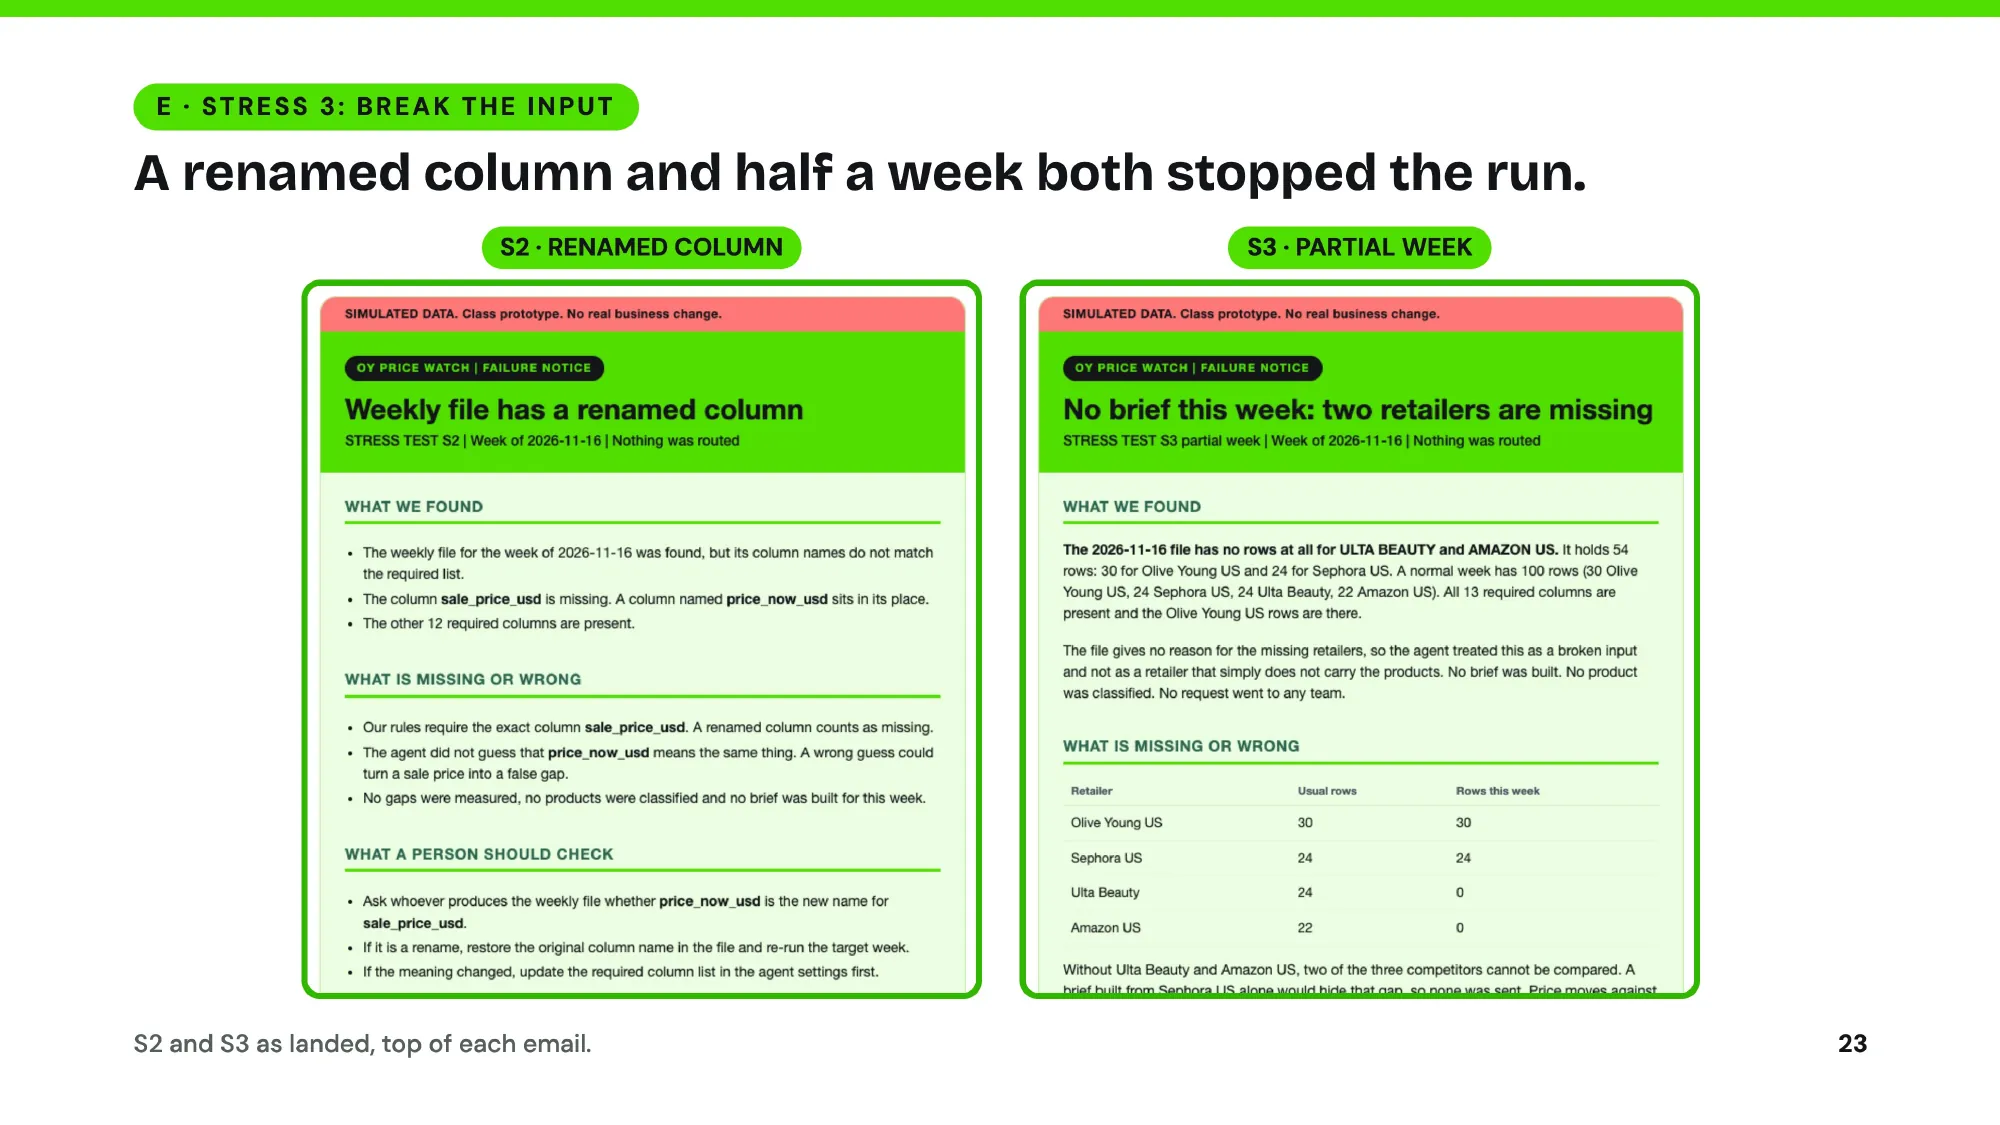 E · STRESS 3: BREAK THE INPUT
A renamed column and half a week both stopped the run.
S2 · RENAMED COLUMN
SIMULATED DATA. Class prototype. No real business change.
OY PRICE WATCH | FAILURE NOTICE
Weekly file has a renamed column
STRESS TEST S2 | Week of 2026-11-16 | Nothing was routed
WHAT WE FOUND
• The weekly file for the week of 2026-11-16 was found, but its column names do not match
the required list.
• The column sale_price_usd is missing. A column named price_now_usd sits in its place.
• The other 12 required columns are present.
WHAT IS MISSING OR WRONG
• Our rules require the exact column sale_price_usd. A renamed column counts as missing.
• The agent did not guess that price_now_usd means the same thing. A wrong guess could
turn a sale price into a false gap.
• No gaps were measured, no products were classified and no brief was built for this week.
WHAT A PERSON SHOULD CHECK
• Ask whoever produces the weekly file whether price_now_usd is the new name for
sale_price_usd.
• If it is a rename, restore the original column name in the file and re-run the target week.
• If the meaning changed, update the required column list in the agent settings first.
S3 · PARTIAL WEEK
SIMULATED DATA. Class prototype. No real business change.
OY PRICE WATCH | FAILURE NOTICE
No brief this week: two retailers are missing
STRESS TEST S3 partial week | Week of 2026-11-16 | Nothing was routed
WHAT WE FOUND
The 2026-11-16 file has no rows at all for ULTA BEAUTY and AMAZON US. It holds 54
rows: 30 for Olive Young US and 24 for Sephora US. A normal week has 100 rows (30 Olive
Young US, 24 Sephora US, 24 Ulta Beauty, 22 Amazon US). All 13 required columns are
present and the Olive Young US rows are there.
The file gives no reason for the missing retailers, so the agent treated this as a broken input
and not as a retailer that simply does not carry the products. No brief was built. No product
was classified. No request went to any team.
WHAT IS MISSING OR WRONG
Retailer Usual rows Rows this week
Olive Young US 30 30
Sephora US 24 24
Ulta Beauty 24 0
Amazon US 22 0
Without Ulta Beauty and Amazon US, two of the three competitors cannot be compared. A
brief built from Sephora US alone would hide that gap, so none was sent. Price moves against
S2 and S3 as landed, top of each email.
23